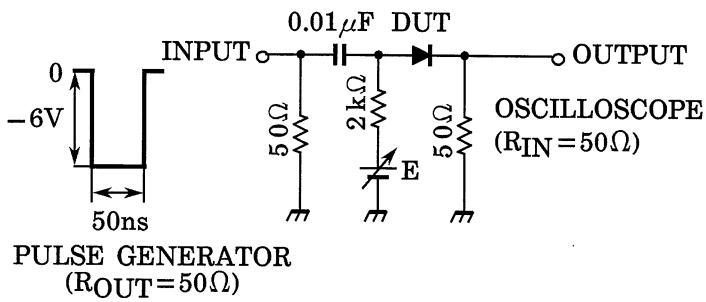 0.01μF DUT
INPUT
OUTPUT
0
−6V
50Ω
2kΩ
50Ω
E
OSCILLOSCOPE
(RIN=50Ω)
50ns
PULSE GENERATOR
(ROUT=50Ω)